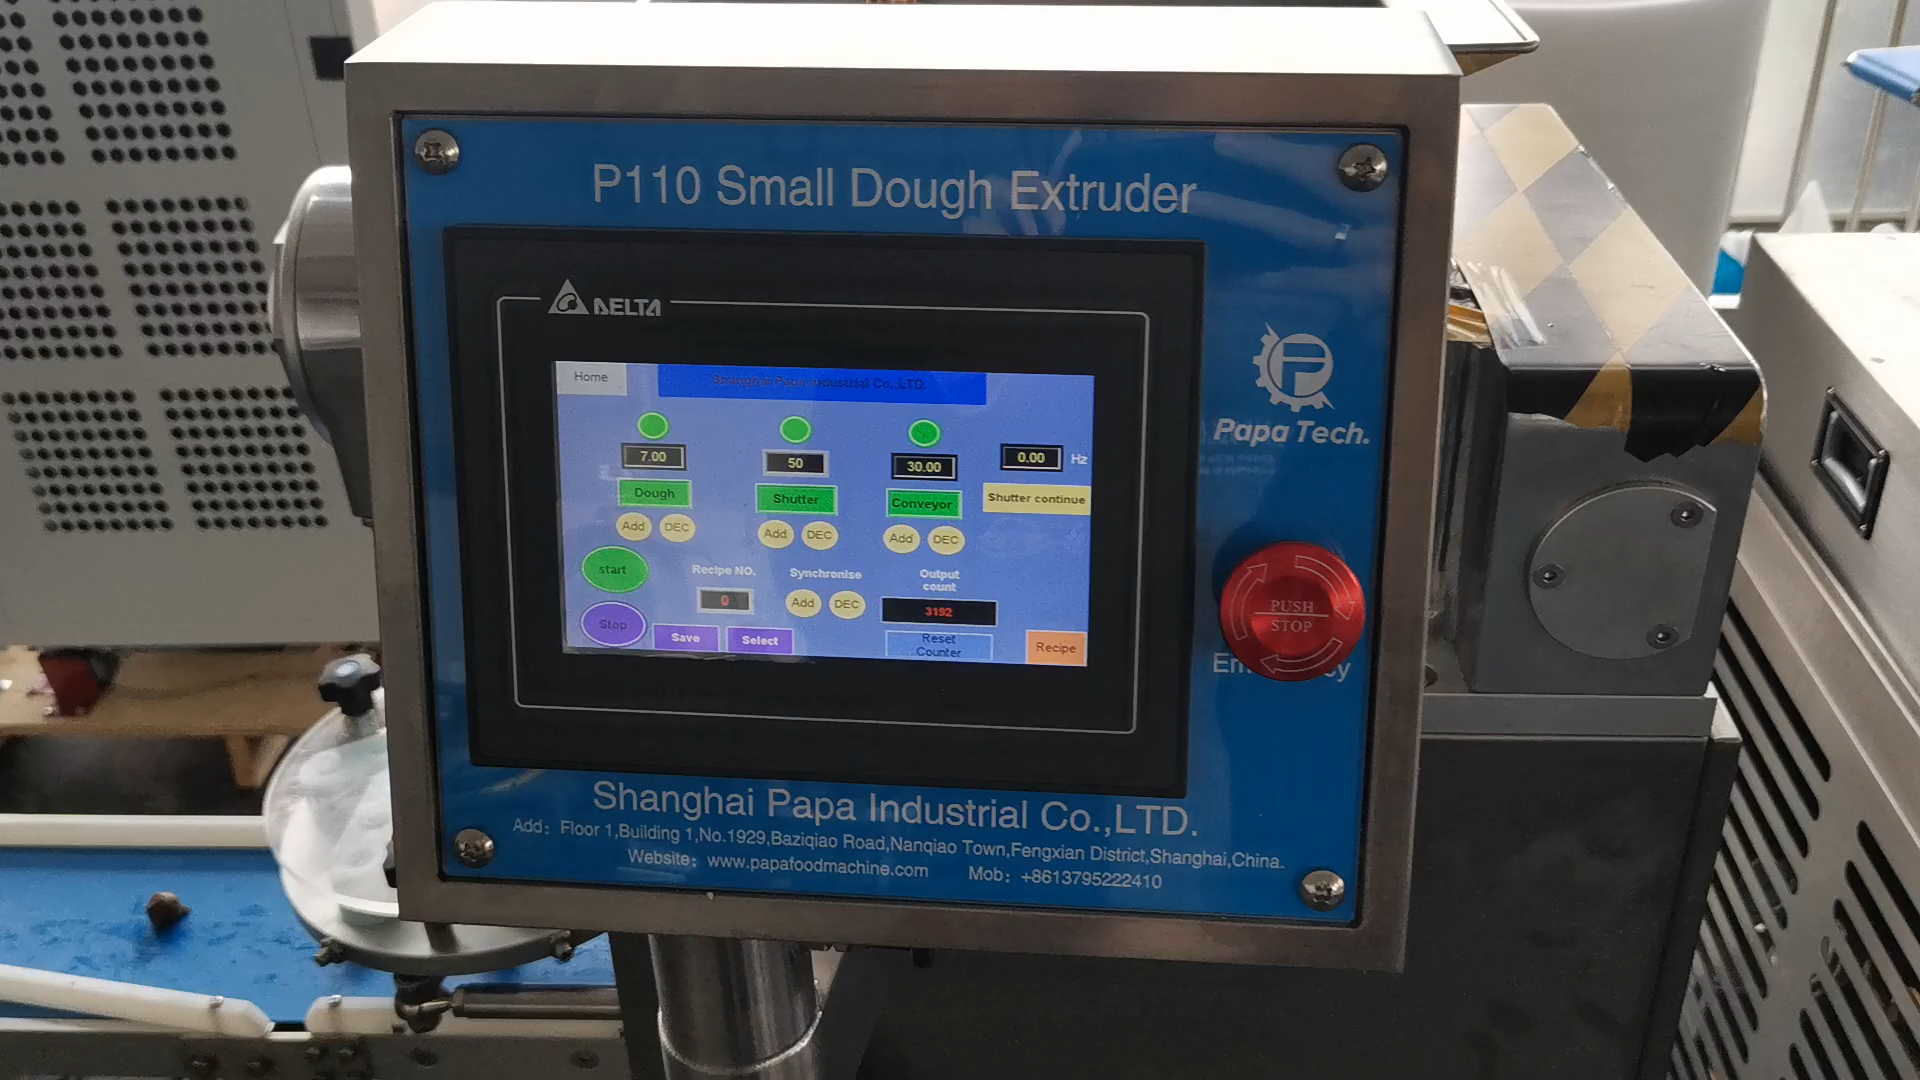 P110 Small Dough Extruder
DELTA
Home
Shanghai Papa Industrial Co.,LTD.
7.00
50
30.00
0.00 Hz
Dough
Shutter
Conveyor
Shutter continue
Add DEC
Add DEC
Add DEC
start
Recipe NO.
Synchronise
Output
count
0
Add DEC
3192
Stop
Save
Select
Reset
Counter
Recipe
P
Papa Tech.
PUSH
STOP
Shanghai Papa Industrial Co.,LTD.
Add: Floor 1,Building 1,No.1929,Baziqiao Road,Nanqiao Town,Fengxian District,Shanghai,China.
Website: www.papafoodmachine.com Mob: +8613795222410